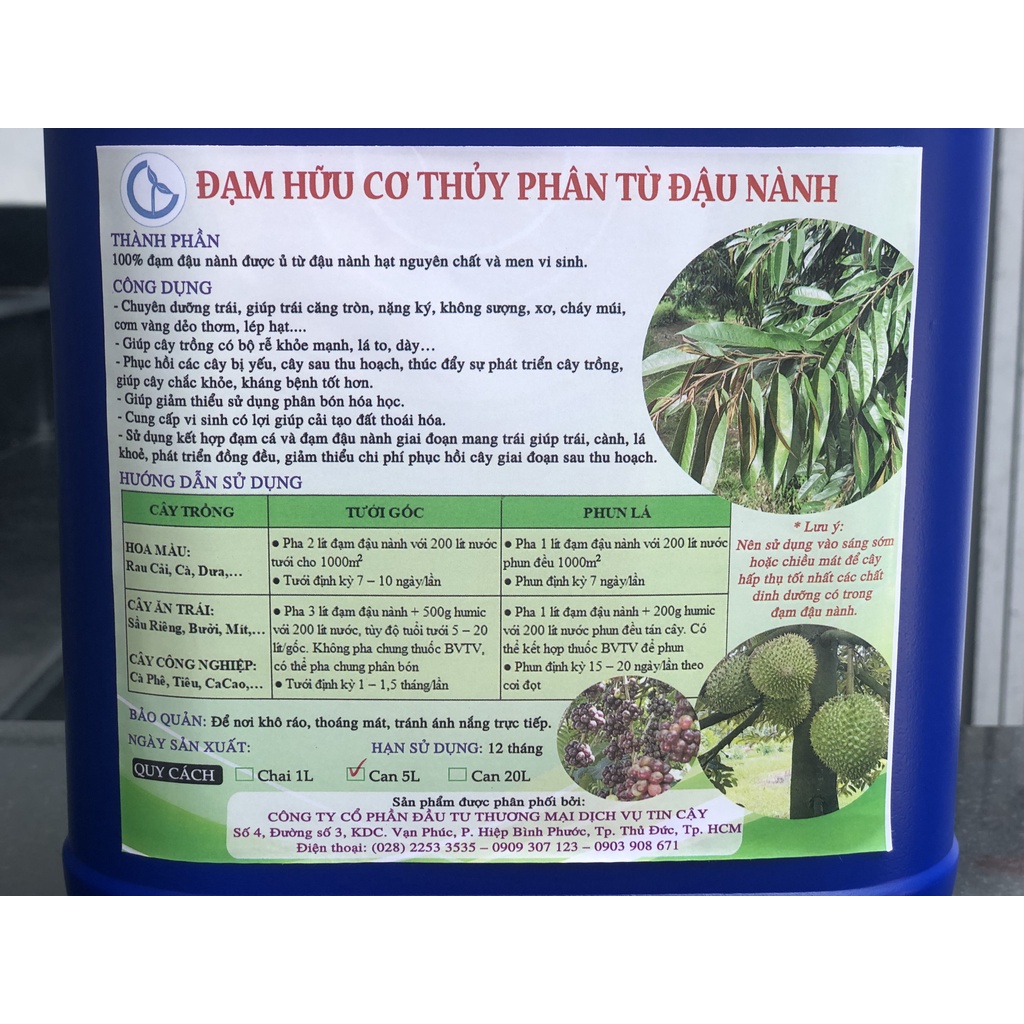 ĐẠM HỮU CƠ THỦY PHÂN TỪ ĐẬU NÀNH
THÀNH PHẦN
100% đạm đậu nành được ủ từ đậu nành hạt nguyên chất và men vi sinh.
CÔNG DỤNG
- Chuyên dưỡng trái, giúp trái căng tròn, nặng ký, không sượng, xơ, cháy múi,
cơm vàng dẻo thơm, lép hạt....
- Giúp cây trồng có bộ rễ khỏe mạnh, lá to, dày…
- Phục hồi các cây bị yếu, cây sau thu hoạch, thúc đẩy sự phát triển cây trồng,
giúp cây chắc khỏe, kháng bệnh tốt hơn.
- Giúp giảm thiểu sử dụng phân bón hóa học.
- Cung cấp vi sinh có lợi giúp cải tạo đất thoái hóa.
- Sử dụng kết hợp đạm cá và đạm đậu nành giai đoạn mang trái giúp trái, cành, lá
khoẻ, phát triển đồng đều, giảm thiểu chi phí phục hồi cây giai đoạn sau thu hoạch.
HƯỚNG DẪN SỬ DỤNG
CÂY TRỒNG
TƯỚI GỐC
PHUN LÁ
HOA MÀU:
Rau Cải, Cà, Dưa,…
● Pha 2 lít đạm đậu nành với 200 lít nước
tưới cho 1000m²
● Tưới định kỳ 7 – 10 ngày/lần
● Pha 1 lít đạm đậu nành với 200 lít nước
phun đều 1000m²
● Phun định kỳ 7 ngày/lần
CÂY ĂN TRÁI:
Sầu Riêng, Bưởi, Mít,…
CÂY CÔNG NGHIỆP:
Cà Phê, Tiêu, CaCao,…
● Pha 3 lít đạm đậu nành + 500g humic
với 200 lít nước, tùy độ tuổi tưới 5 – 20
lít/gốc. Không pha chung thuốc BVTV,
có thể pha chung phân bón
● Tưới định kỳ 1 – 1,5 tháng/lần
● Pha 1 lít đạm đậu nành + 200g humic
với 200 lít nước phun đều tán cây. Có
thể kết hợp thuốc BVTV để phun
● Phun định kỳ 15 – 20 ngày/lần theo
cơi đọt
* Lưu ý:
Nên sử dụng vào sáng sớm
hoặc chiều mát để cây
hấp thụ tốt nhất các chất
dinh dưỡng có trong
đạm đậu nành.
BẢO QUẢN: Để nơi khô ráo, thoáng mát, tránh ánh nắng trực tiếp.
NGÀY SẢN XUẤT: HẠN SỬ DỤNG: 12 tháng
QUY CÁCH Chai 1L Can 5L Can 20L
Sản phẩm được phân phối bởi:
CÔNG TY CỔ PHẦN ĐẦU TƯ THƯƠNG MẠI DỊCH VỤ TIN CẬY
Số 4, Đường số 3, KDC. Vạn Phúc, P. Hiệp Bình Phước, Tp. Thủ Đức, Tp. HCM
Điện thoại: (028) 2253 3535 – 0909 307 123 – 0903 908 671